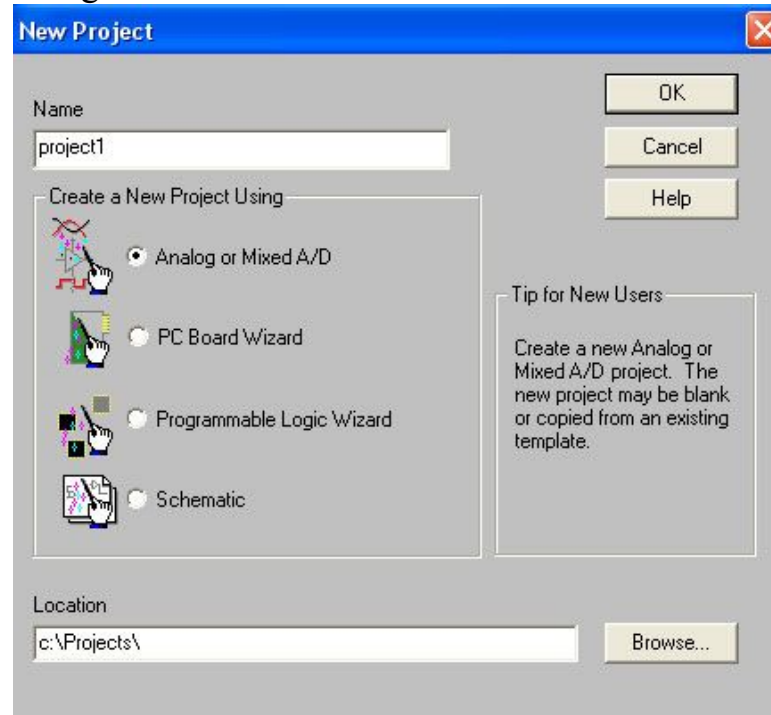 New Project
Name
project1
OK
Cancel
Help
Create a New Project Using
Analog or Mixed A/D
PC Board Wizard
Programmable Logic Wizard
Schematic
Tip for New Users
Create a new Analog or
Mixed A/D project. The
new project may be blank
or copied from an existing
template.
Location
c:\Projects\
Browse...